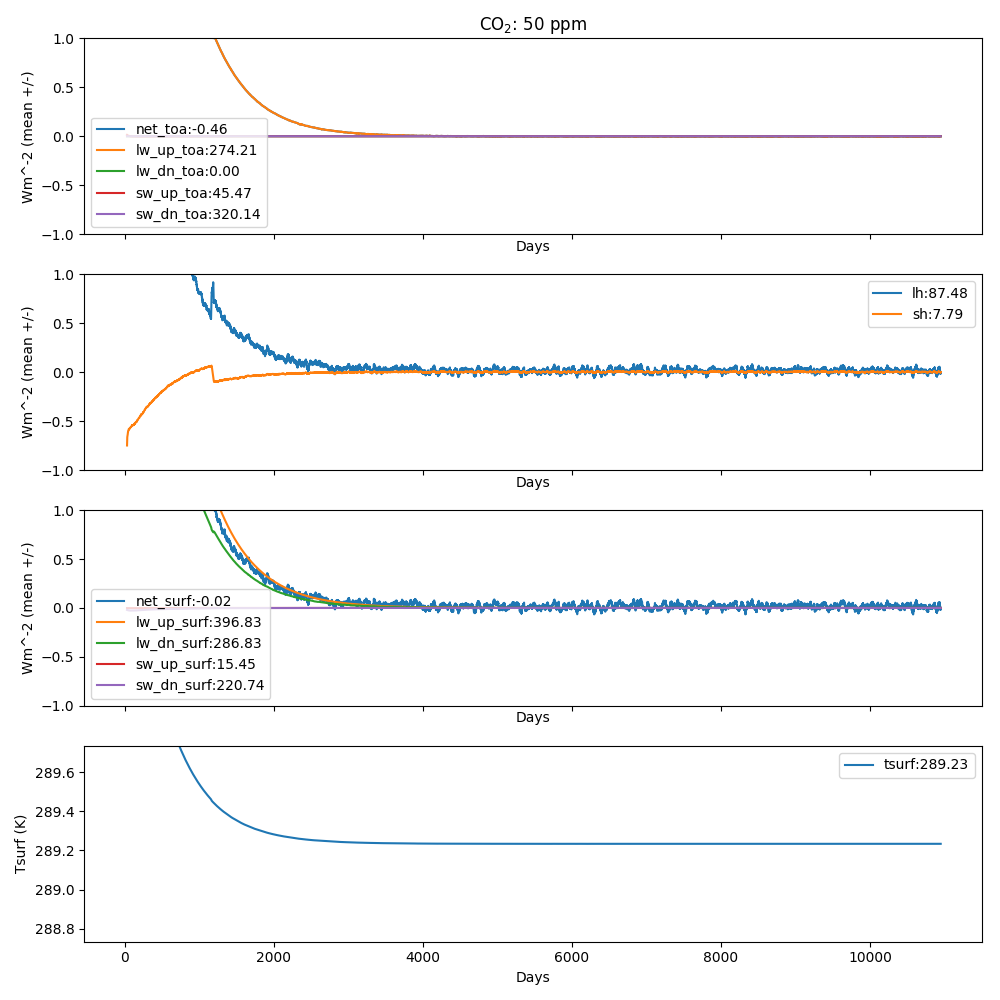 CO₂: 50 ppm
1.0
0.5
0.0
−0.5
−1.0
Wm^-2 (mean +/-)
net_toa:-0.46
lw_up_toa:274.21
lw_dn_toa:0.00
sw_up_toa:45.47
sw_dn_toa:320.14
Days
1.0
0.5
0.0
−0.5
−1.0
Wm^-2 (mean +/-)
lh:87.48
sh:7.79
Days
1.0
0.5
0.0
−0.5
−1.0
Wm^-2 (mean +/-)
net_surf:-0.02
lw_up_surf:396.83
lw_dn_surf:286.83
sw_up_surf:15.45
sw_dn_surf:220.74
Days
289.6
289.4
289.2
289.0
288.8
Tsurf (K)
tsurf:289.23
0 2000 4000 6000 8000 10000
Days